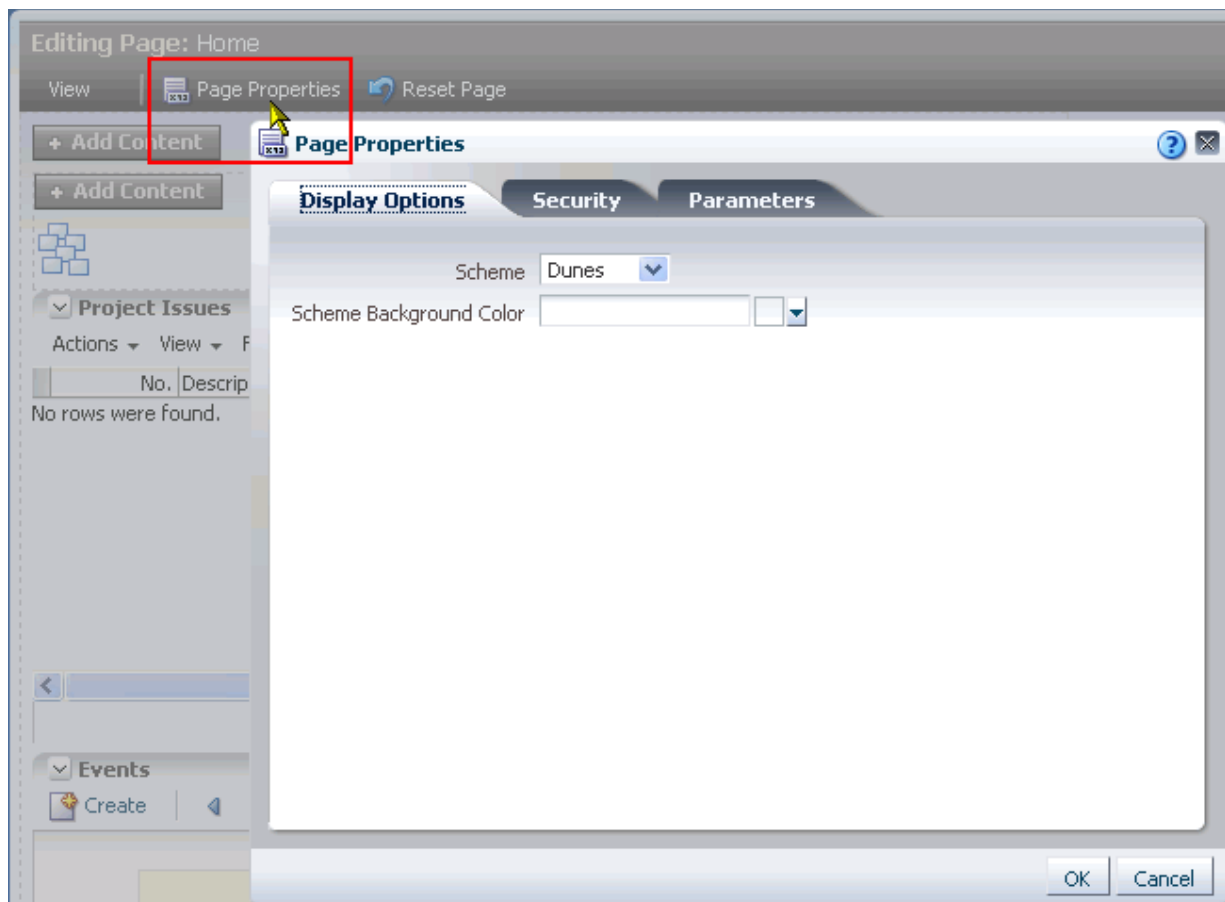 Editing Page: Home
View Page Properties Reset Page
+ Add Content
Page Properties
+ Add Content
Display Options Security Parameters
Scheme Dunes
Scheme Background Color
Project Issues
Actions View F
No. Descrip
No rows were found.
Events
Create
OK Cancel